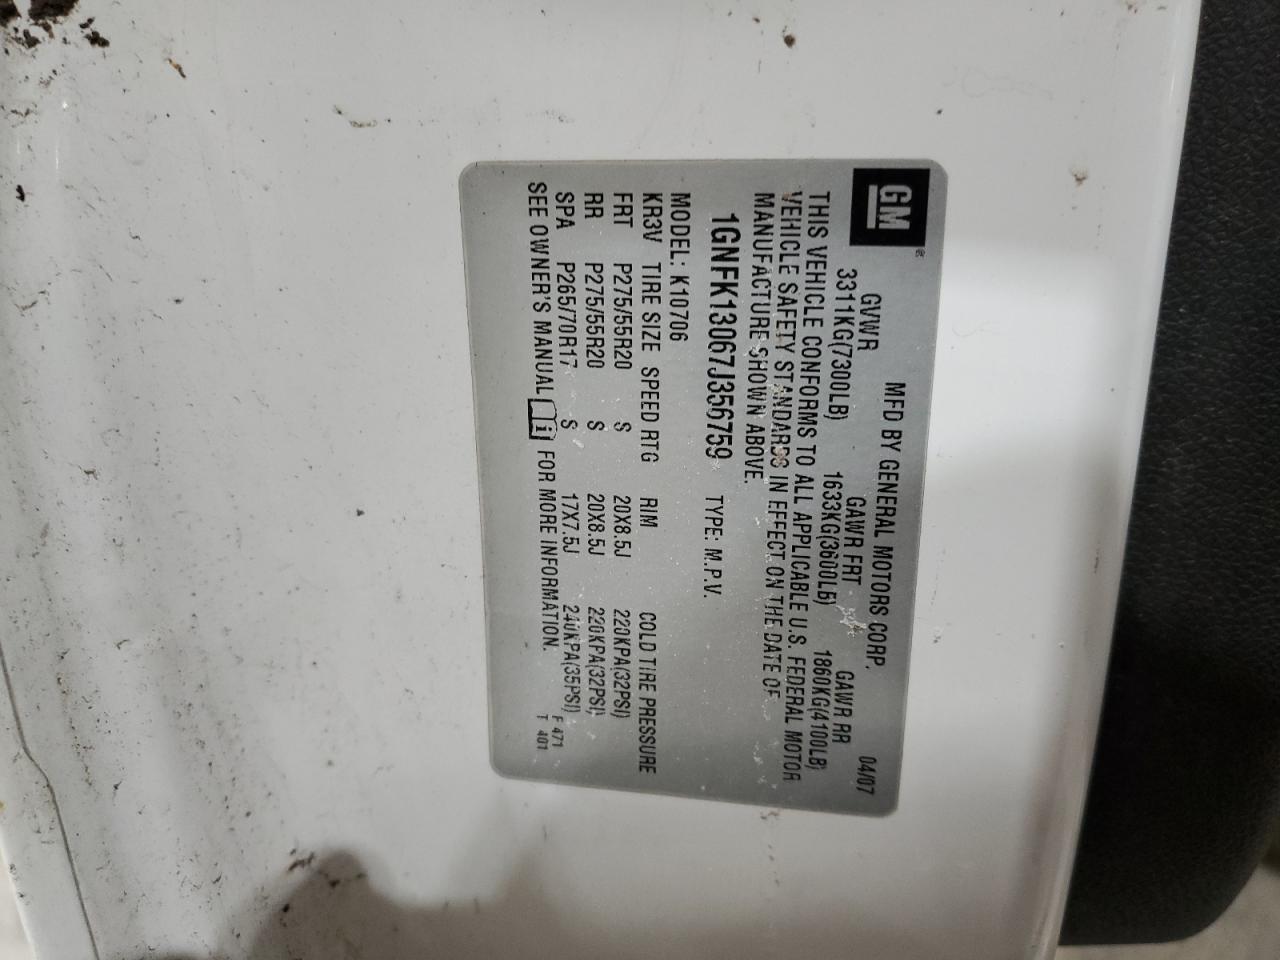 GM
MFD BY GENERAL MOTORS CORP. 04/07
GVWR GAWR FRT GAWR RR
3311KG(7300LB) 1633KG(3600LB) 1860KG(4100LB)
THIS VEHICLE CONFORMS TO ALL APPLICABLE U.S. FEDERAL MOTOR
VEHICLE SAFETY STANDARDS IN EFFECT ON THE DATE OF
MANUFACTURE SHOWN ABOVE.
1GNFK13067J356759 TYPE: M.P.V.
MODEL: K10706
KR3V TIRE SIZE SPEED RTG RIM COLD TIRE PRESSURE
FRT P275/55R20 S 20X8.5J 220KPA(32PSI)
RR P275/55R20 S 20X8.5J 220KPA(32PSI)
SPA P265/70R17 S 17X7.5J 240KPA(35PSI)
SEE OWNER'S MANUAL i FOR MORE INFORMATION.
F 471
T 401